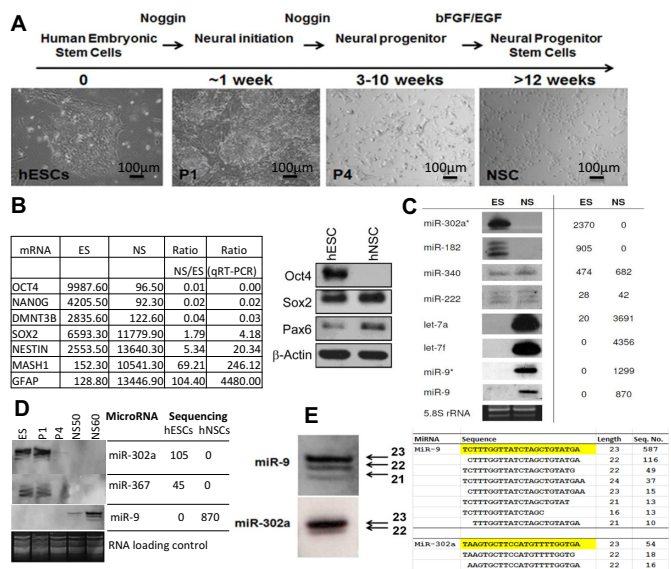 A
Noggin Noggin bFGF/EGF
Human Embryonic Stem Cells Neural initiation Neural progenitor Neural Progenitor Stem Cells
0 ~1 week 3-10 weeks >12 weeks
hESCs 100µm P1 100µm P4 100µm NSC 100µm
B
mRNA ES NS Ratio Ratio
NS/ES (qRT-PCR)
OCT4 9987.60 96.50 0.01 0.00
NANOG 4205.50 92.30 0.02 0.02
DMNT3B 2835.60 122.60 0.04 0.03
SOX2 6593.30 11779.90 1.79 4.18
NESTIN 2553.50 13640.30 5.34 20.34
MASH1 152.30 10541.30 69.21 246.12
GFAP 128.80 13446.90 104.40 4480.00
hESC hNSC
Oct4
Sox2
Pax6
β-Actin
C
ES NS ES NS
miR-302a* 2370 0
miR-182 905 0
miR-340 474 682
miR-222 28 42
let-7a 20 3691
let-7f 0 4356
miR-9* 0 1299
miR-9 0 870
5.8S rRNA
D
ES P1 P4 NS50 NS60
MicroRNA Sequencing
hESCs hNSCs
miR-302a 105 0
miR-367 45 0
miR-9 0 870
RNA loading control
E
miR-9 23
22
21
miR-302a 23
22
MiRNA Sequence Length Seq. No.
MiR-9 TCTTTGGTTATCTAGCTGTATGA 23 587
CTTTGGTTATCTAGCTGTATGA 22 116
TCTTTGGTTATCTAGCTGTATG 22 49
TCTTTGGTTATCTAGCTGTATGAA 24 37
CTTTGGTTATCTAGCTGTATGAA 23 15
TCTTTGGTTATCTAGCTGTAT 21 13
TCTTTGGTTATCTAGC 16 13
TTTGGTTATCTAGCTGTATGA 21 10
MiR-302a TAAGTGCTTCCATGTTTTGGTGA 23 54
TAAGTGCTTCCATGTTTTGGTG 22 18
AAGTGCTTCCATGTTTTGGTGA 22 16